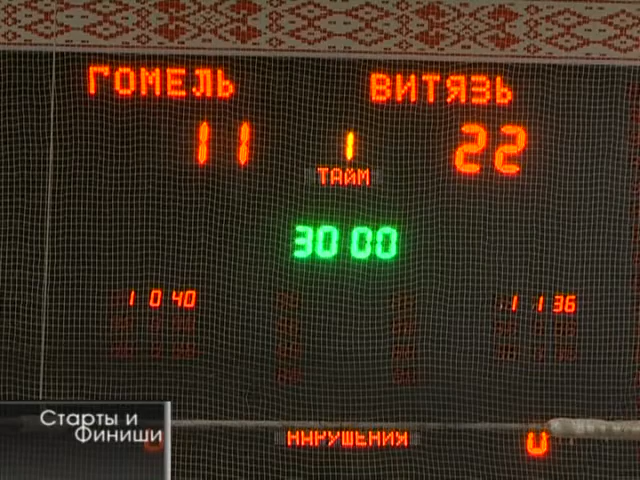 ГОМЕЛЬ ВИТЯЗЬ
11 1 22
ТАЙМ
30 00
1 0 40 1 1 36
Старты и
Финиши
НАРУШЕНИЯ 0